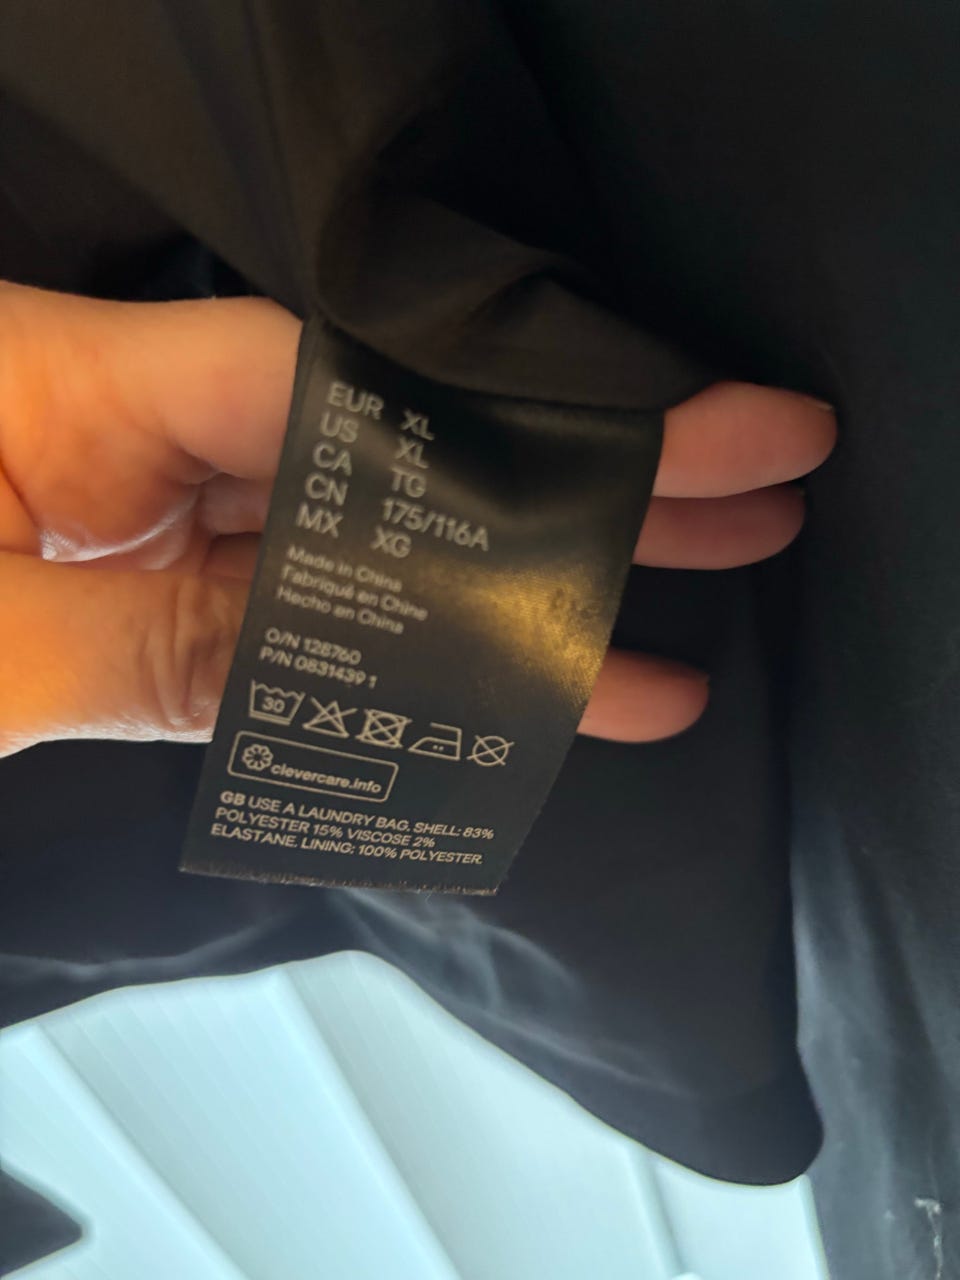 EUR XL
US XL
CA TG
CN 175/116A
MX XG
Made in China
Fabriqué en Chine
Hecho en China
O/N 128760
P/N 0831439 1
30
clevercare.info
GB USE A LAUNDRY BAG. SHELL: 83%
POLYESTER 15% VISCOSE 2%
ELASTANE. LINING: 100% POLYESTER.